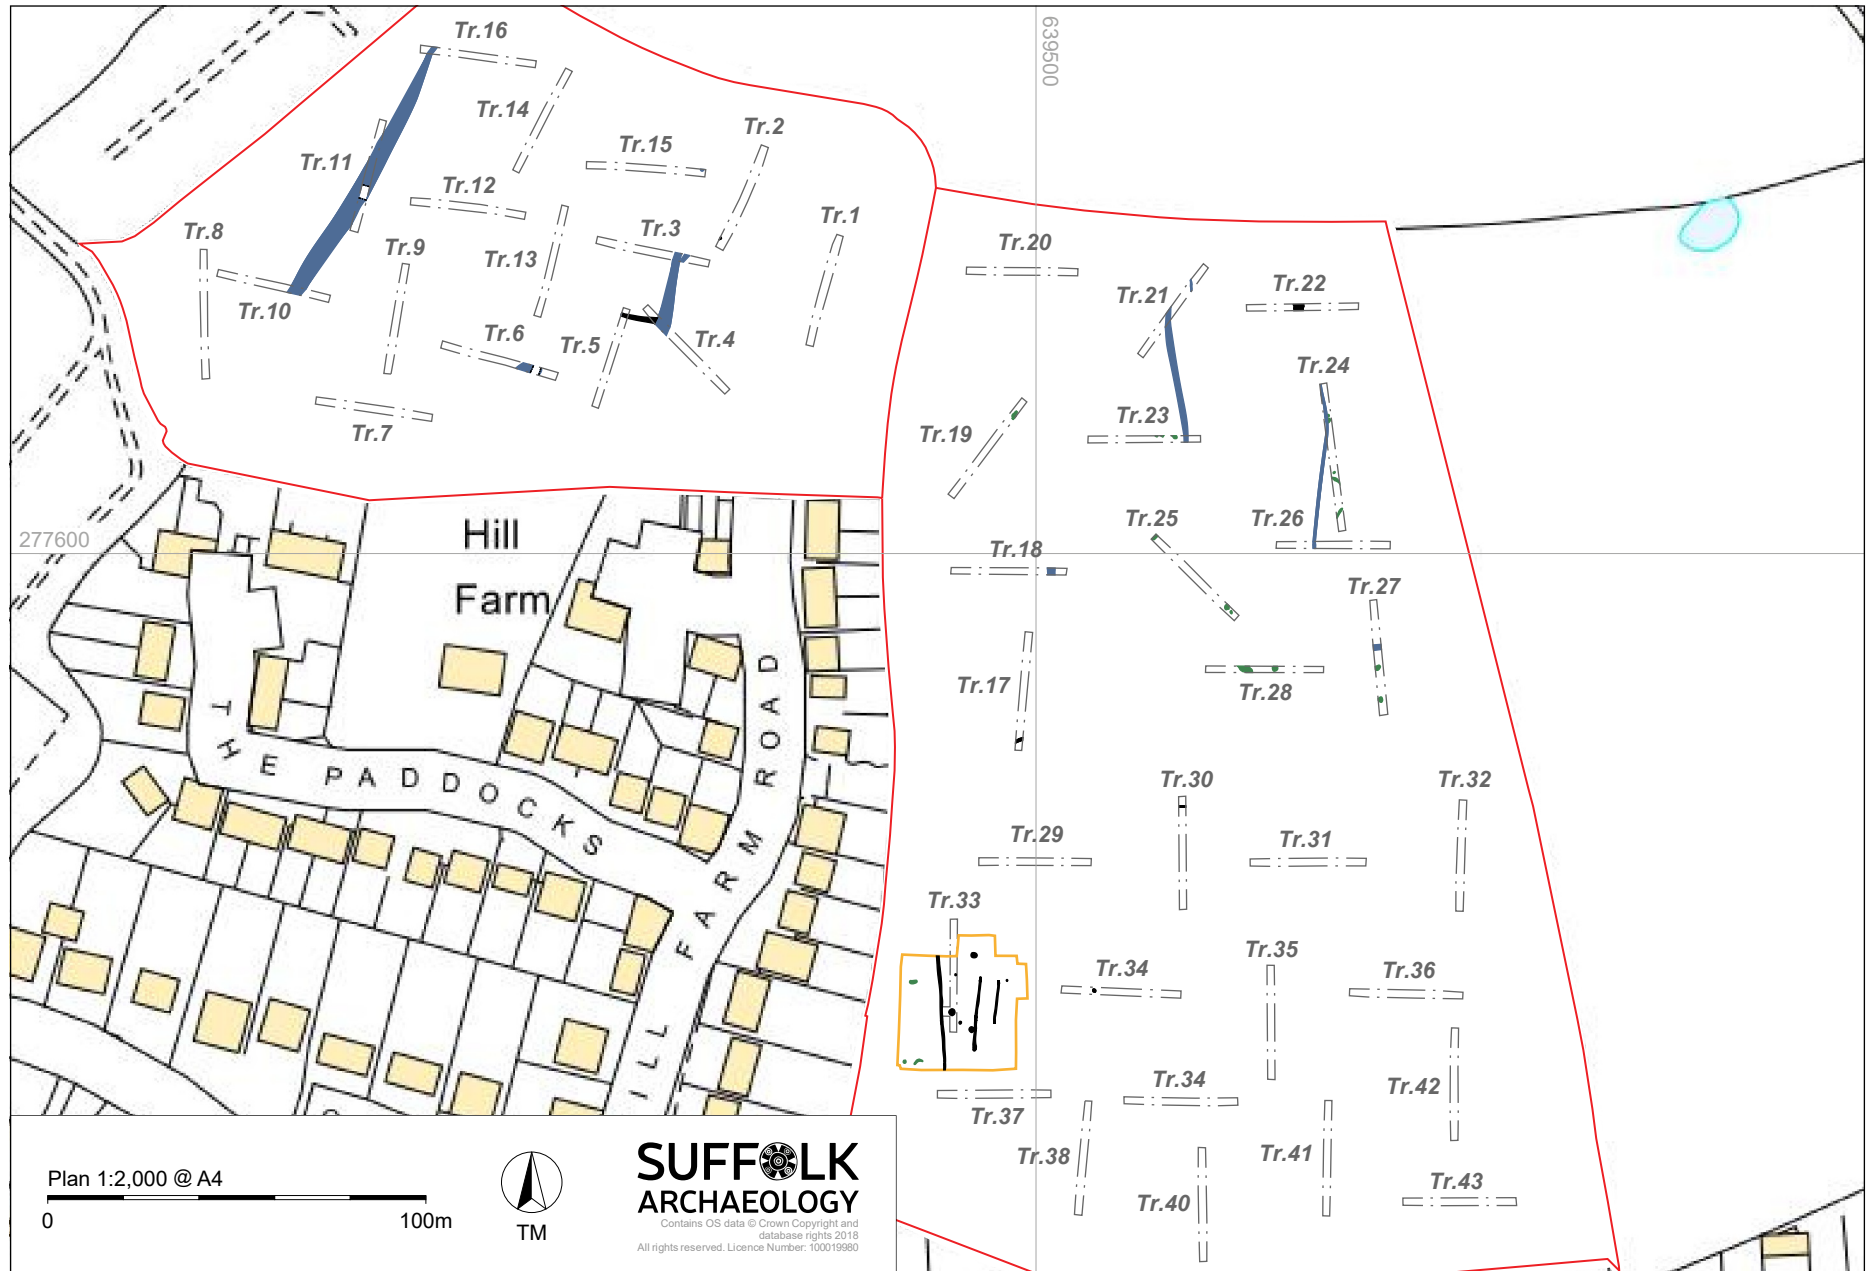 Tr.16
639500
Tr.14
Tr.2
Tr.15
Tr.11
Tr.12
Tr.1
Tr.8
Tr.3
Tr.9
Tr.13
Tr.20
Tr.10
Tr.21
Tr.22
Tr.6
Tr.5
Tr.4
Tr.24
Tr.7
Tr.19
Tr.23
Hill
Farm
277600
Tr.25
Tr.26
Tr.18
Tr.27
Tr.17
Tr.28
THE PADDOCKS
HILL FARM ROAD
Tr.30
Tr.32
Tr.29
Tr.31
Tr.33
Tr.34
Tr.35
Tr.36
Tr.34
Tr.42
Tr.37
Tr.38
Tr.41
Tr.40
Tr.43
Plan 1:2,000 @ A4
0 100m
TM
SUFFOLK
ARCHAEOLOGY
Contains OS data © Crown Copyright and
database rights 2018
All rights reserved. Licence Number: 100019980